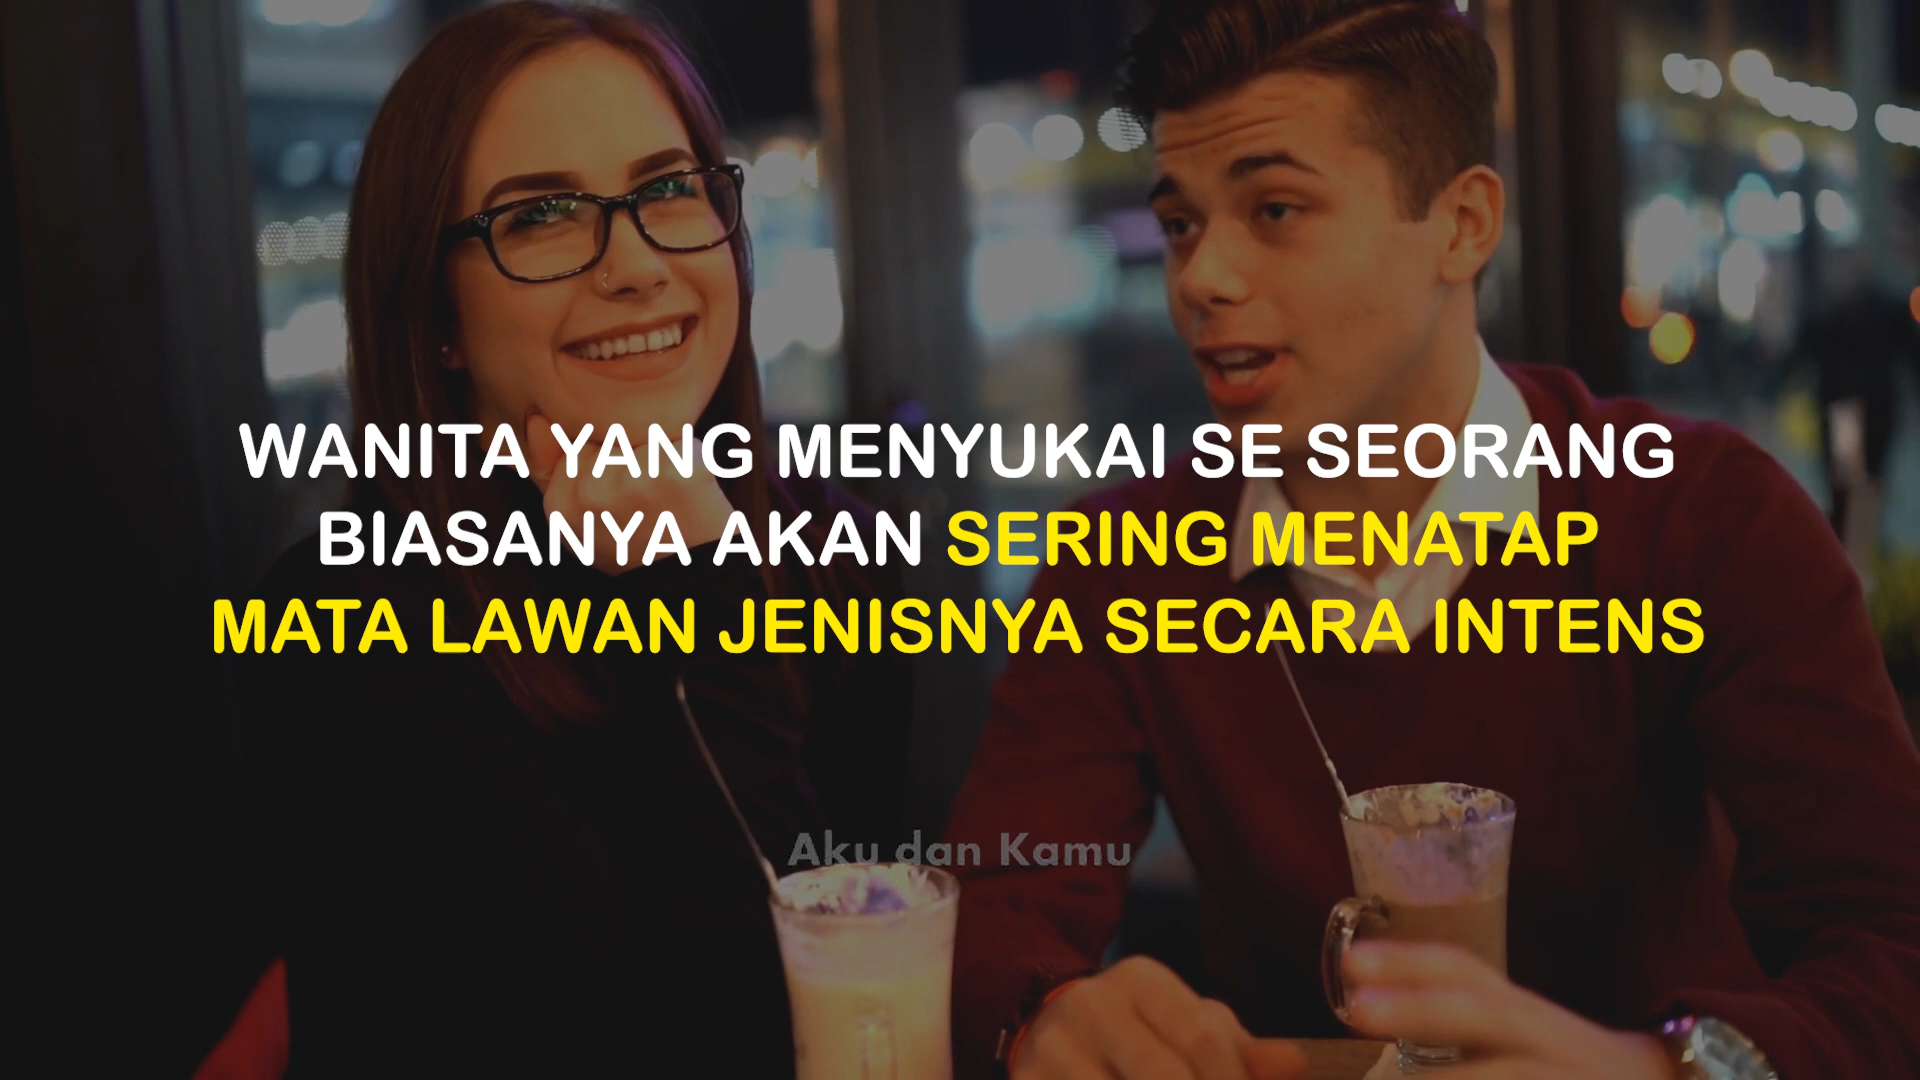 WANITA YANG MENYUKAI SE SEORANG
BIASANYA AKAN SERING MENATAP
MATA LAWAN JENISNYA SECARA INTENS
Aku dan Kamu